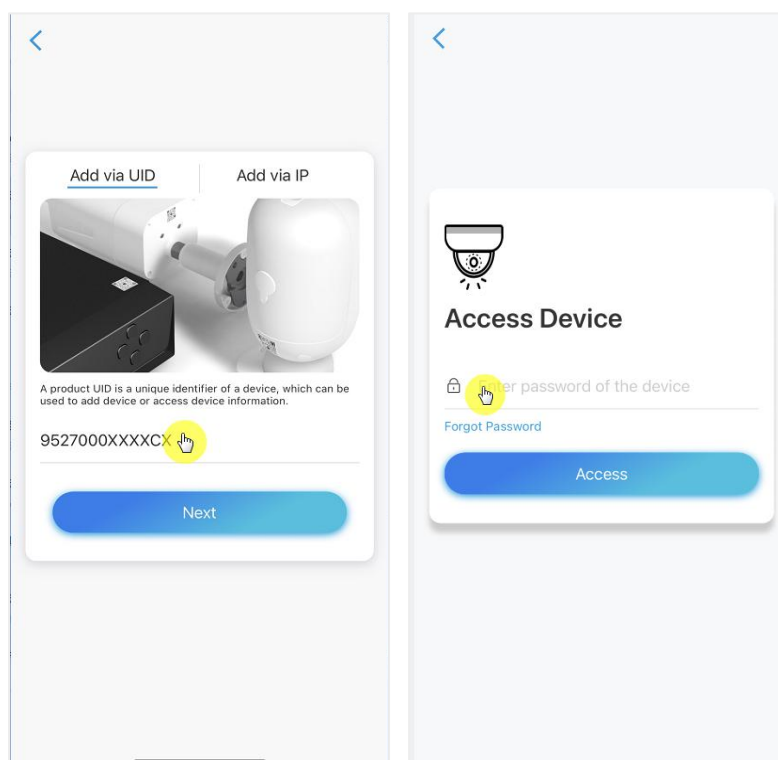 Add via UID
Add via IP
A product UID is a unique identifier of a device, which can be
used to add device or access device information.
9527000XXXXCX
Next
Access Device
Enter password of the device
Forgot Password
Access